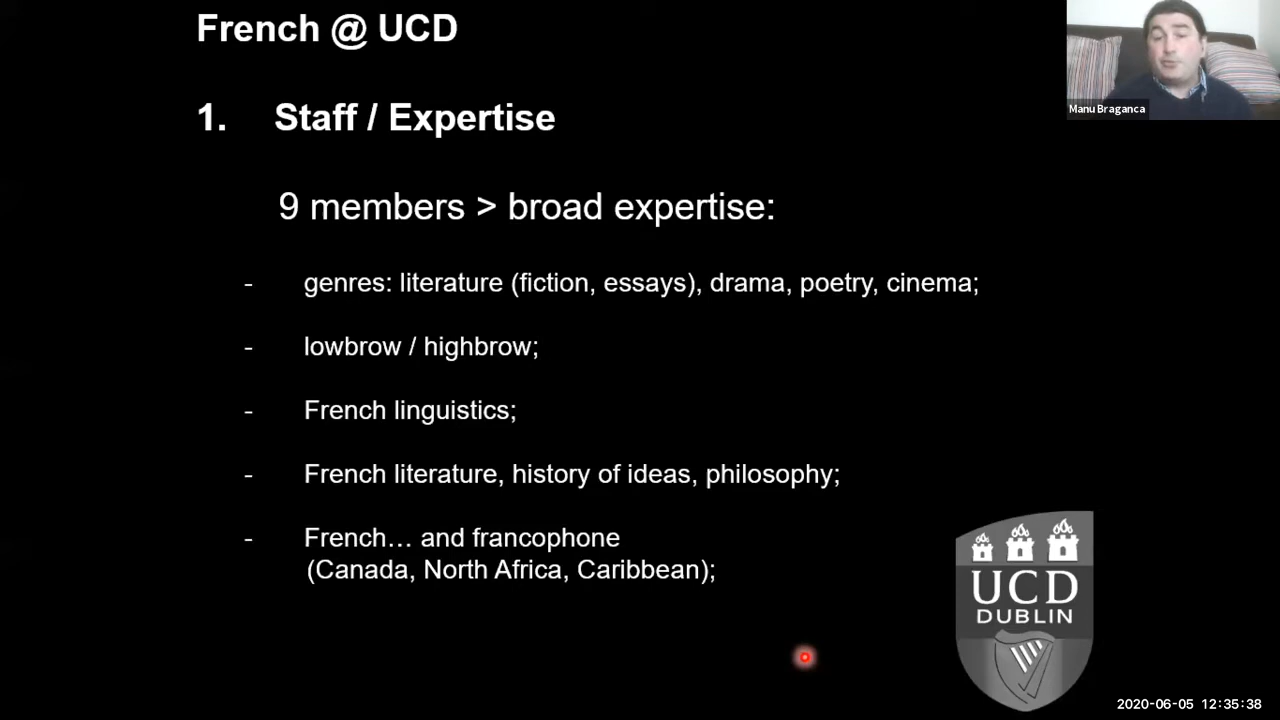 French @ UCD
Manu Braganca
1. Staff / Expertise
9 members > broad expertise:
- genres: literature (fiction, essays), drama, poetry, cinema;
- lowbrow / highbrow;
- French linguistics;
- French literature, history of ideas, philosophy;
- French… and francophone
(Canada, North Africa, Caribbean);
UCD
DUBLIN
2020-06-05 12:35:38